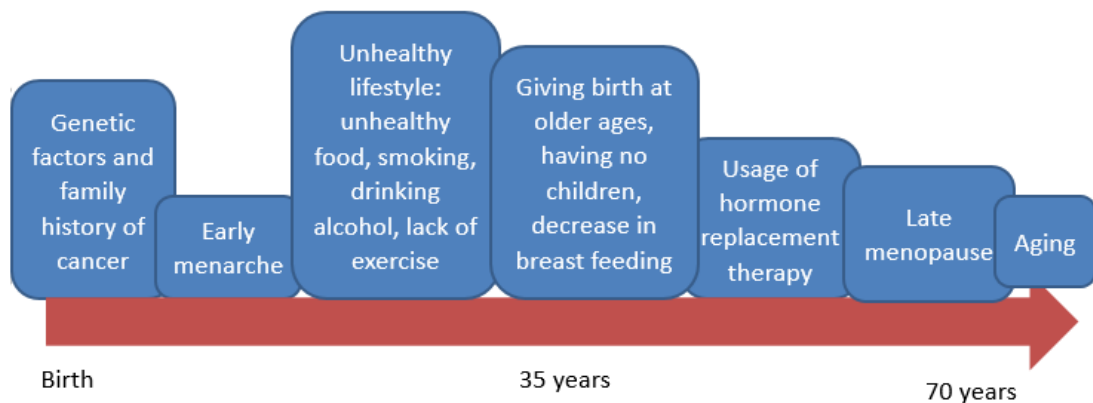 Genetic
factors and
family
history of
cancer
Early
menarche
Unhealthy
lifestyle:
unhealthy
food, smoking,
drinking
alcohol, lack of
exercise
Giving birth at
older ages,
having no
children,
decrease in
breast feeding
Usage of
hormone
replacement
therapy
Late
menopause
Aging
Birth
35 years
70 years